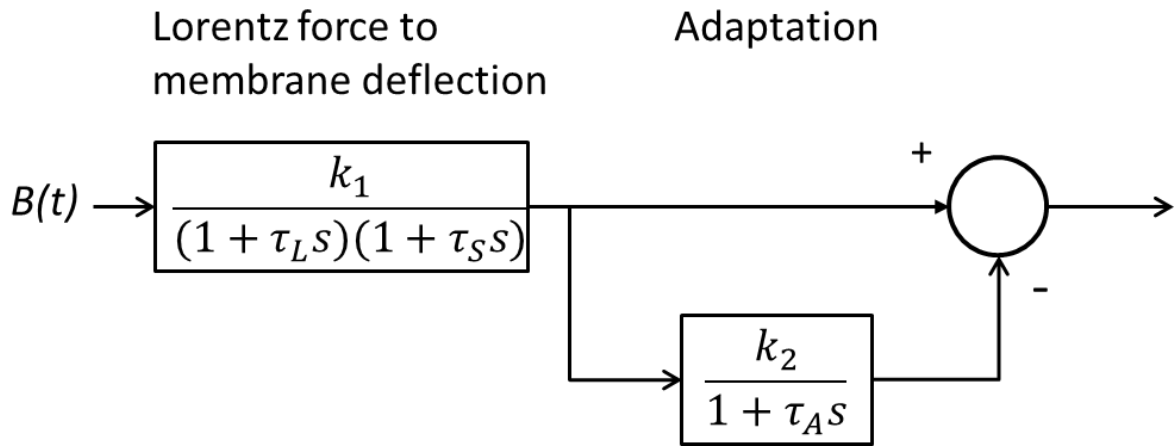 Lorentz force to
membrane deflection
Adaptation
B(t)
k₁
(1 + τ_L s)(1 + τ_S s)
+
-
k₂
1 + τ_A s